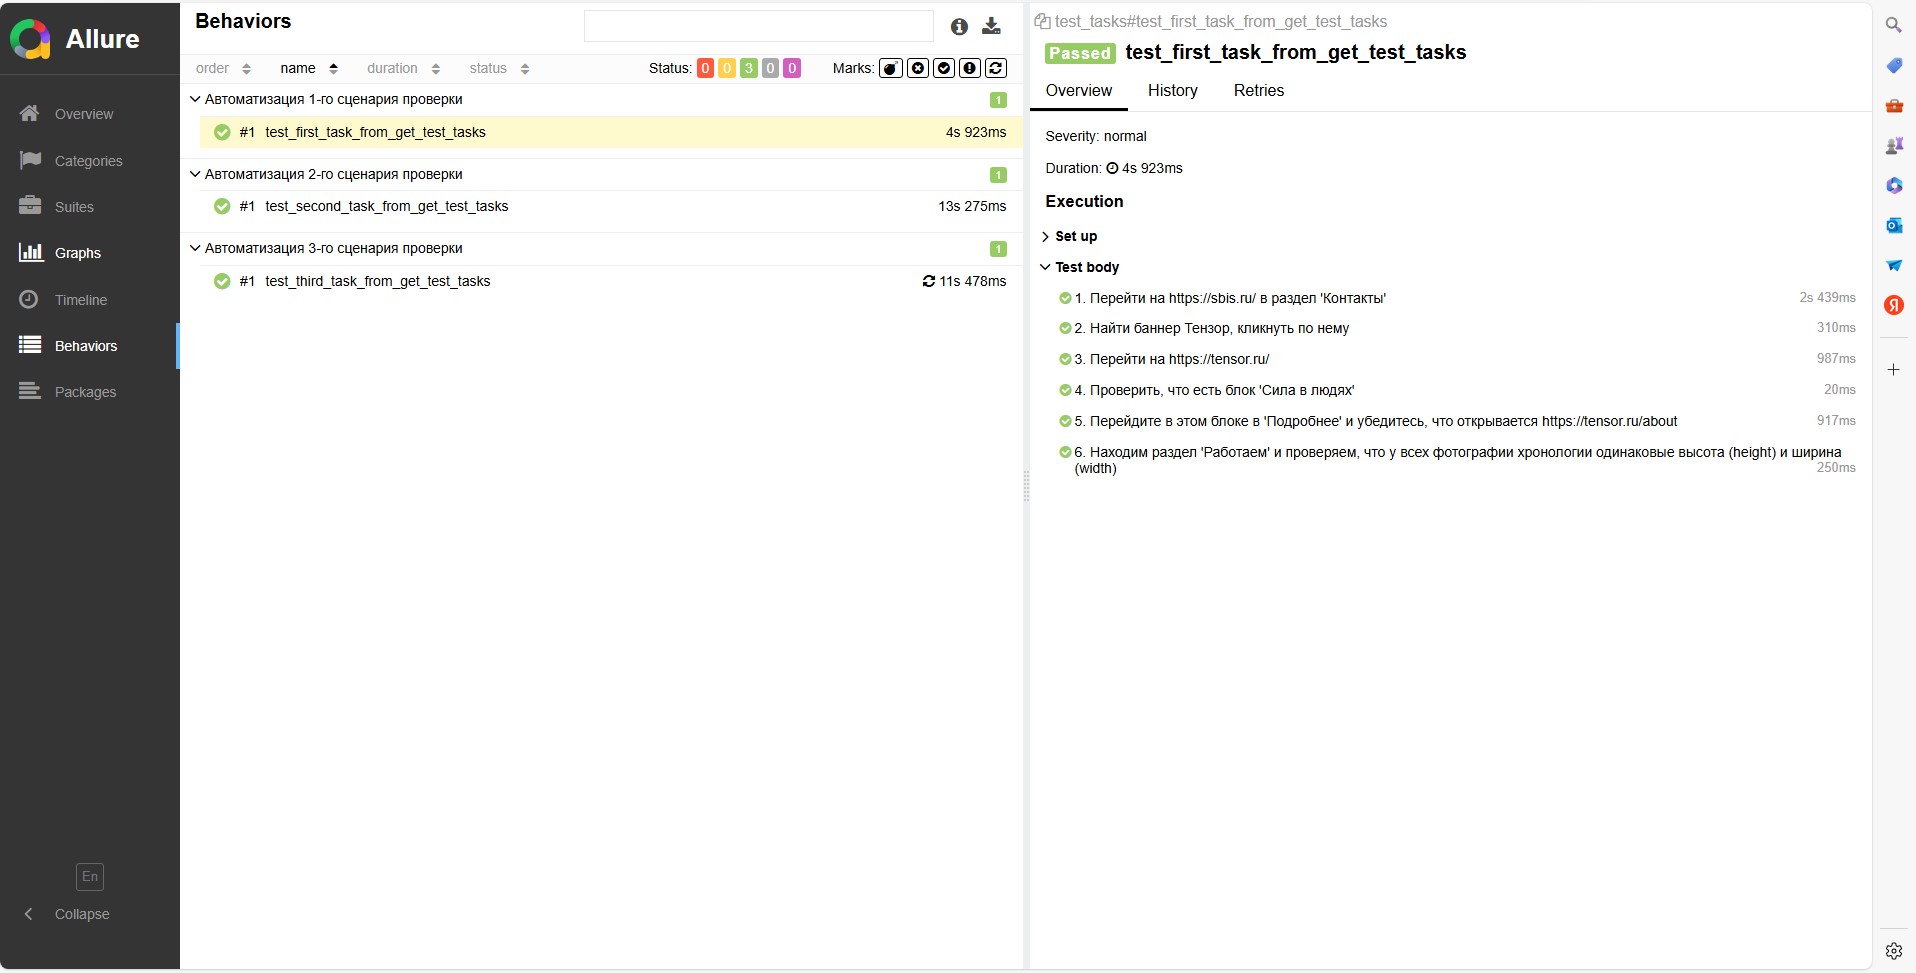 Allure
Overview
Categories
Suites
Graphs
Timeline
Behaviors
Packages
En
Collapse
Behaviors
order name duration status Status: 0 0 3 0 0 Marks:
Автоматизация 1-го сценария проверки 1
#1 test_first_task_from_get_test_tasks 4s 923ms
Автоматизация 2-го сценария проверки 1
#1 test_second_task_from_get_test_tasks 13s 275ms
Автоматизация 3-го сценария проверки 1
#1 test_third_task_from_get_test_tasks 11s 478ms
test_tasks#test_first_task_from_get_test_tasks
Passed test_first_task_from_get_test_tasks
Overview History Retries
Severity: normal
Duration: 4s 923ms
Execution
Set up
Test body
1. Перейти на https://sbis.ru/ в раздел 'Контакты' 2s 439ms
2. Найти баннер Тензор, кликнуть по нему 310ms
3. Перейти на https://tensor.ru/ 987ms
4. Проверить, что есть блок 'Сила в людях' 20ms
5. Перейдите в этом блоке в 'Подробнее' и убедитесь, что открывается https://tensor.ru/about 917ms
6. Находим раздел 'Работаем' и проверяем, что у всех фотографии хронологии одинаковые высота (height) и ширина
(width) 250ms
Я